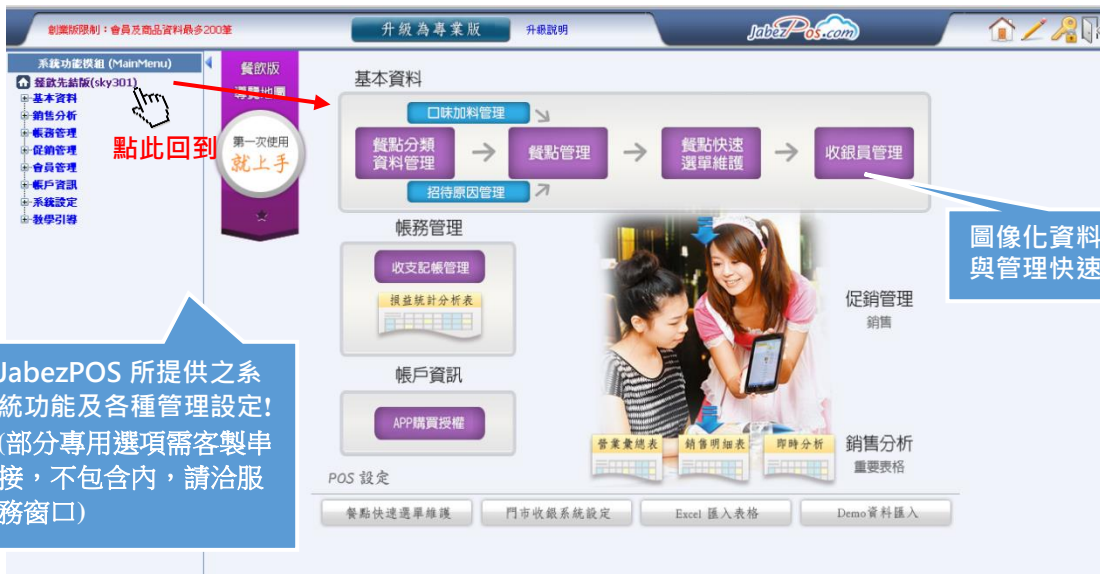 創業版限制：會員及商品資料最多200筆
升級為專業版
升級說明
JabezPos.com
系統功能模組 (MainMenu)
餐飲先結版(sky301)
基本資料
銷售分析
帳務管理
促銷管理
會員管理
帳戶資訊
系統設定
教學引導
點此回到
餐飲版
導覽地圖
第一次使用
就上手
基本資料
口味加料管理
餐點分類
資料管理
餐點管理
餐點快速
選單維護
收銀員管理
招待原因管理
圖像化資料
與管理快速
帳務管理
收支記帳管理
損益統計分析表
促銷管理
銷售
帳戶資訊
APP購買授權
營業彙總表
銷售明細表
即時分析
銷售分析
重要表格
JabezPOS 所提供之系
統功能及各種管理設定!
(部分專用選項需客製串
接，不包含內，請洽服
務窗口)
POS 設定
餐點快速選單維護
門市收銀系統設定
Excel 匯入表格
Demo資料匯入